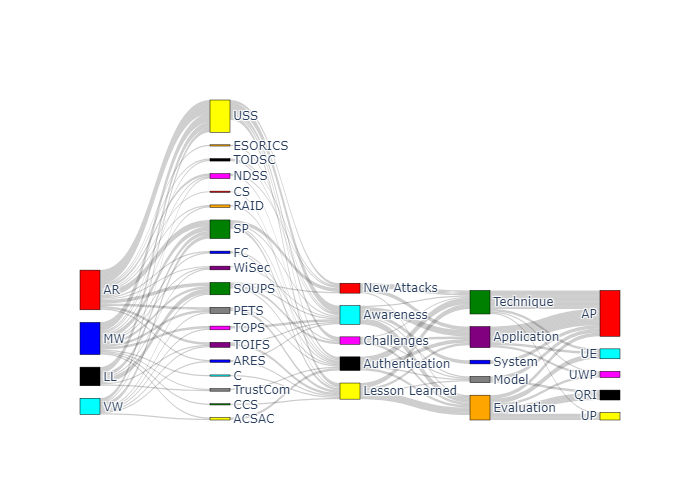 AR
MW
LL
VW
USS
ESORICS
TODSC
NDSS
CS
RAID
SP
FC
WiSec
SOUPS
PETS
TOPS
TOIFS
ARES
C
TrustCom
CCS
ACSAC
New Attacks
Awareness
Challenges
Authentication
Lesson Learned
Technique
Application
System
Model
Evaluation
AP
UE
UWP
QRI
UP